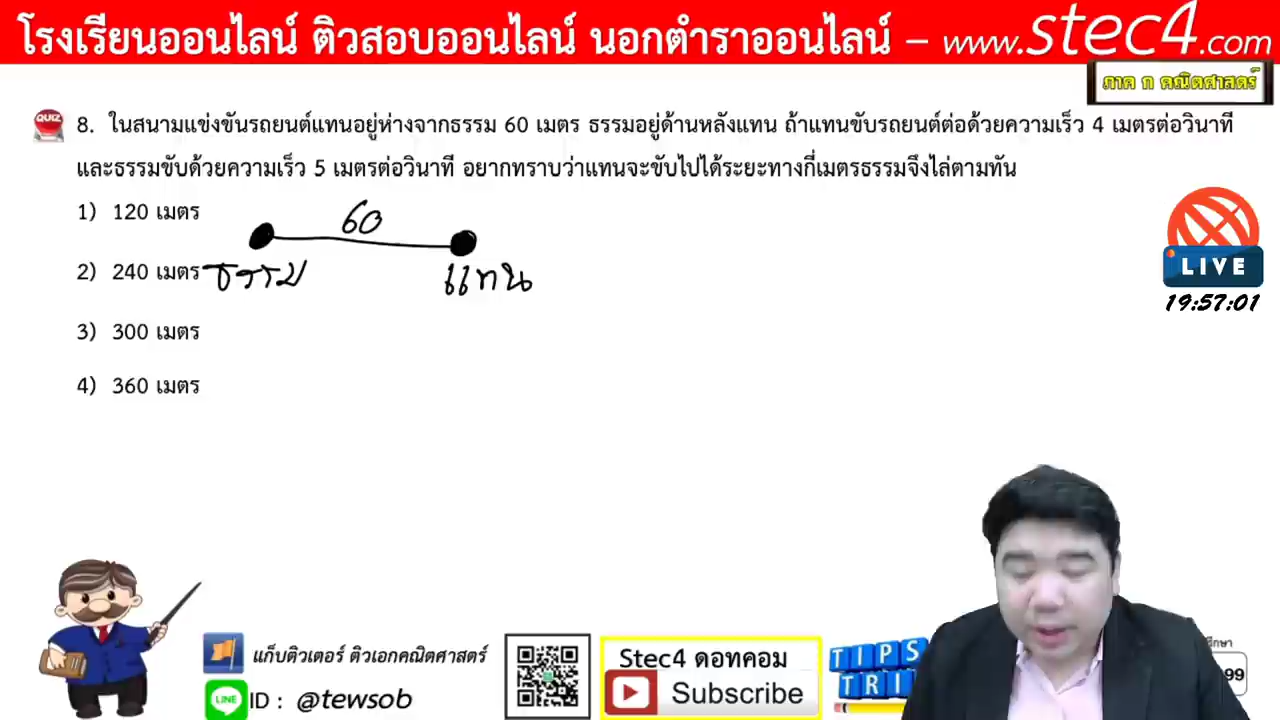 โรงเรียนออนไลน์ ติวสอบออนไลน์ นอกตำราออนไลน์ – www.stec4.com
ภาค ก คณิตศาสตร์
QUIZ
8. ในสนามแข่งขันรถยนต์แทนอยู่ห่างจากธรรม 60 เมตร ธรรมอยู่ด้านหลังแทน ถ้าแทนขับรถยนต์ต่อด้วยความเร็ว 4 เมตรต่อวินาที
และธรรมขับด้วยความเร็ว 5 เมตรต่อวินาที อยากทราบว่าแทนจะขับไปได้ระยะทางกี่เมตรธรรมจึงไล่ตามทัน
1) 120 เมตร
60
2) 240 เมตร
ธรรม แทน
3) 300 เมตร
4) 360 เมตร
LIVE
19:57:01
แก็บติวเตอร์ ติวเอกคณิตศาสตร์
LINE ID : @tewsob
Stec4 ดอทคอม
Subscribe
TIPS
TRI
99